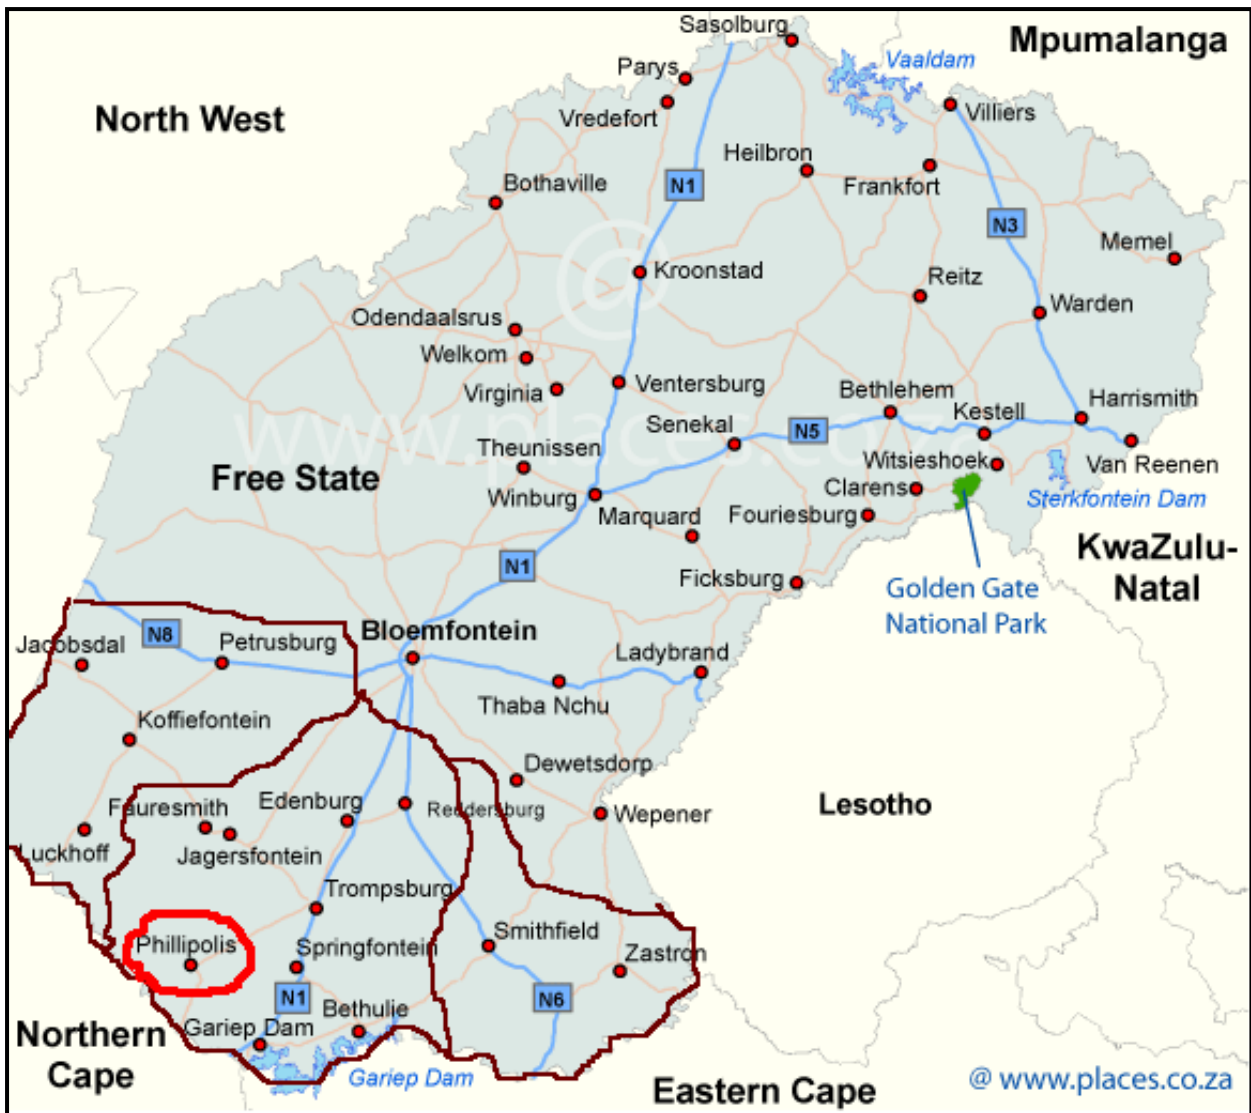 Sasolburg
Mpumalanga
Parys
Vaaldam
North West
Vredefort
Villiers
Heilbron
Bothaville
N1
Frankfort
N3
Memel
@
Kroonstad
Reitz
Odendaalsrus
Warden
Welkom
Virginia
Ventersburg
Bethlehem
Harrismith
Senekal
N5
Kestell
www.places.co.za
Theunissen
Witsieshoek
Van Reenen
Free State
Winburg
Clarens
Sterkfontein Dam
Marquard
Fouriesburg
KwaZulu-
Natal
N1
Ficksburg
Golden Gate
National Park
N8
Bloemfontein
Jacobsdal
Petrusburg
Ladybrand
Thaba Nchu
Koffiefontein
Dewetsdorp
Fauresmith
Edenburg
Reddersburg
Wepener
Lesotho
Luckhoff
Jagersfontein
Trompsburg
Phillipolis
Springfontein
Smithfield
Zastron
N1
N6
Bethulie
Northern
Cape
Gariep Dam
Gariep Dam
Eastern Cape
@ www.places.co.za